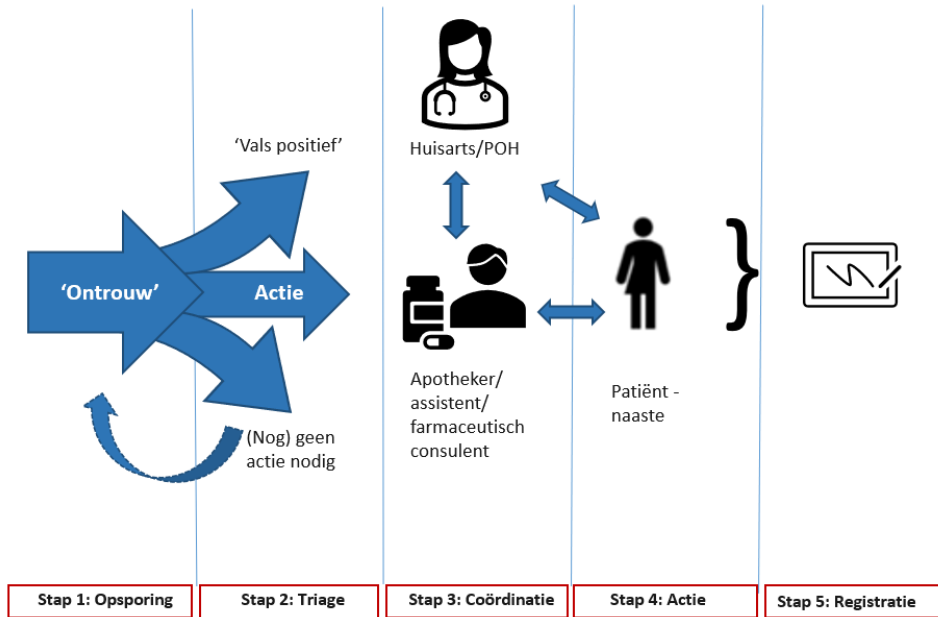 'Vals positief'
Huisarts/POH
'Ontrouw'
Actie
Apotheker/
assistent/
farmaceutisch
consulent
Patiënt -
naaste
(Nog) geen
actie nodig
Stap 1: Opsporing
Stap 2: Triage
Stap 3: Coördinatie
Stap 4: Actie
Stap 5: Registratie